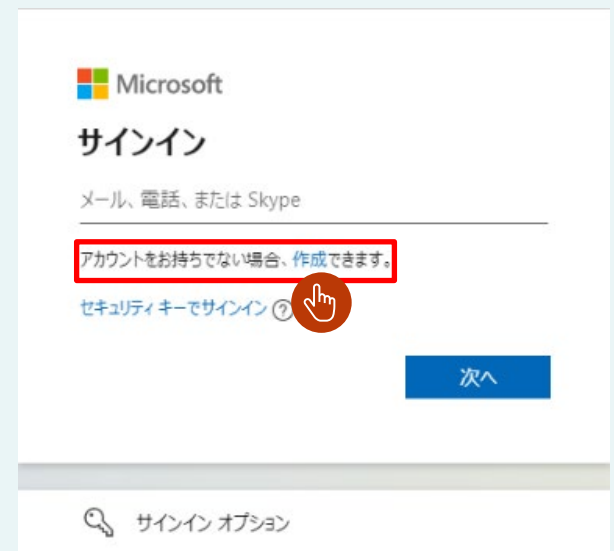 Microsoft
サインイン
メール、電話、または Skype
アカウントをお持ちでない場合、作成できます。
セキュリティ キーでサインイン ?
次へ
サインイン オプション